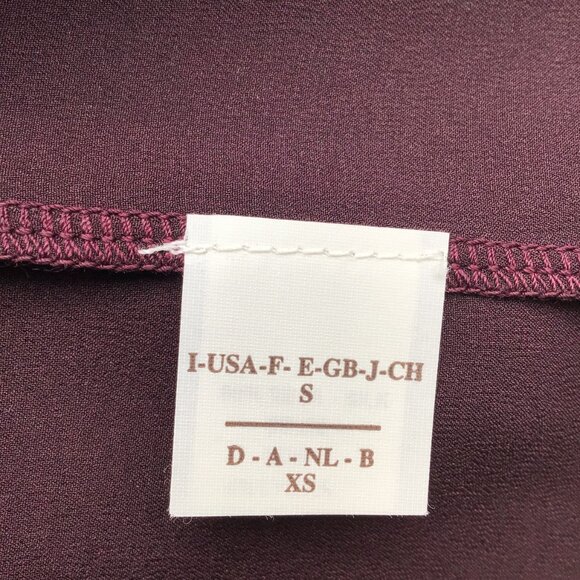 I-USA-F- E-GB-J-CH
S
D - A - NL - B
XS